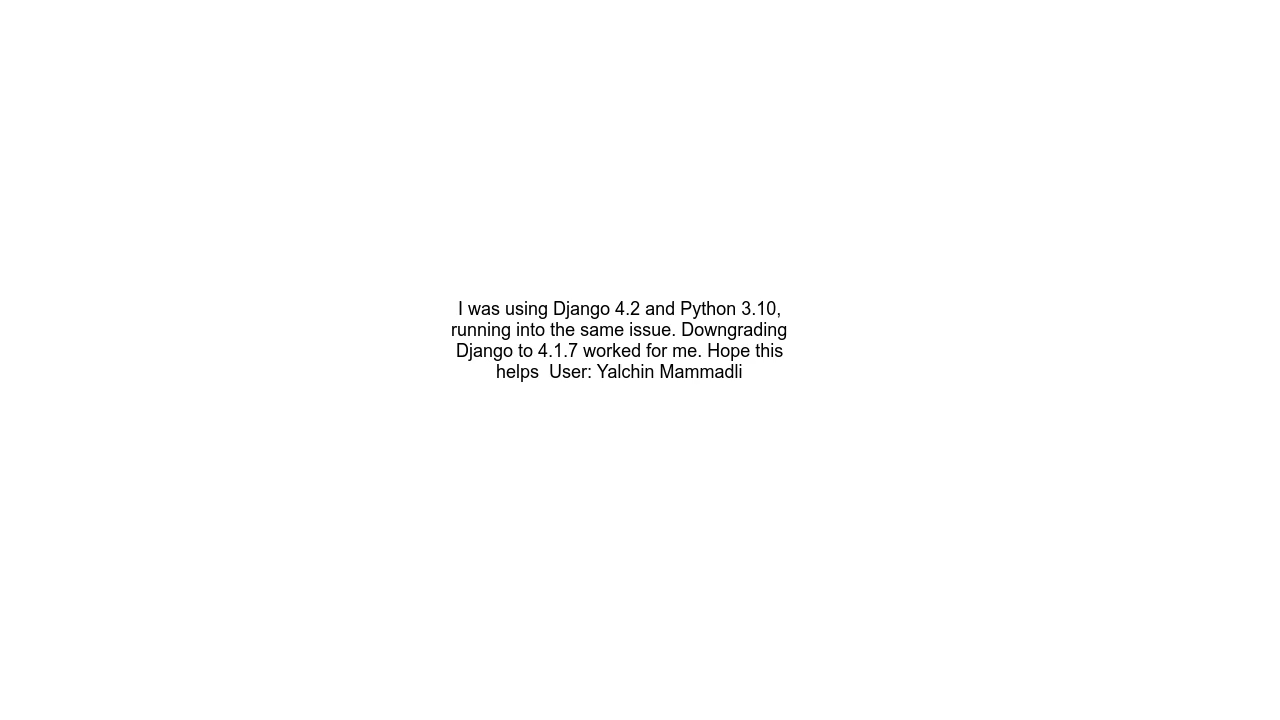 I was using Django 4.2 and Python 3.10,
running into the same issue. Downgrading
Django to 4.1.7 worked for me. Hope this
helps  User: Yalchin Mammadli